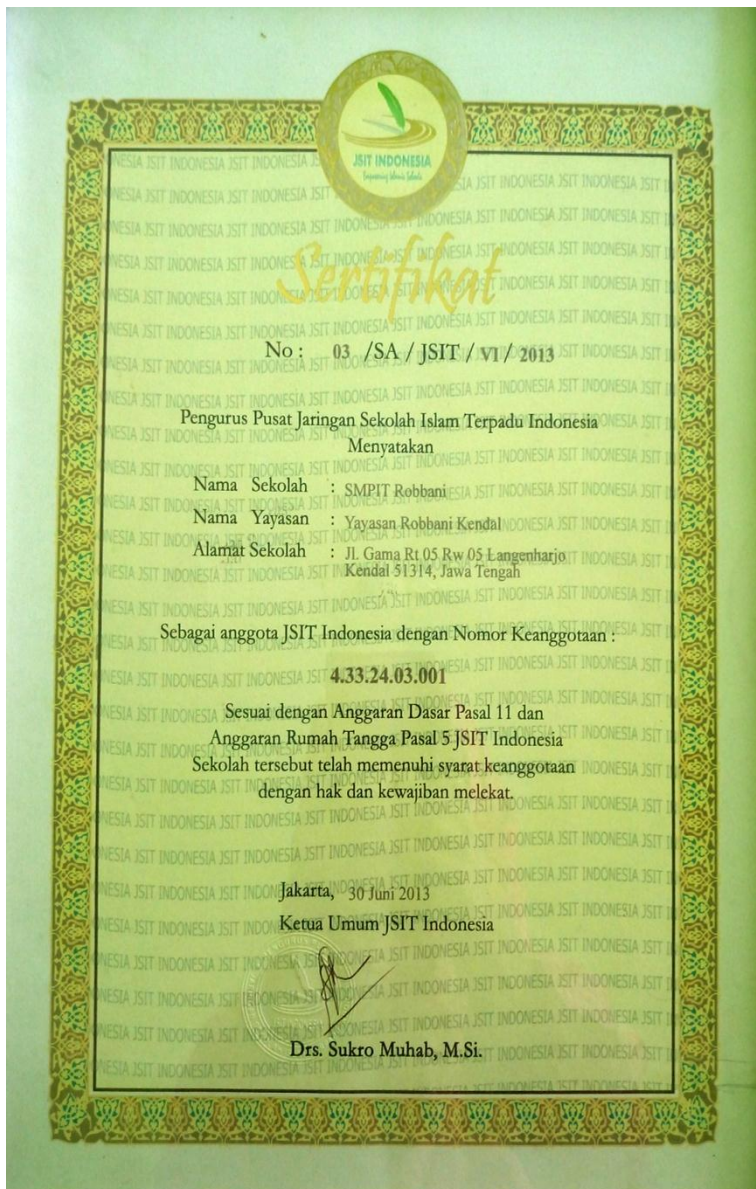 JSIT INDONESIA
Empowering Islamic Schools
Sertifikat
No : 03 /SA / JSIT / VI / 2013
Pengurus Pusat Jaringan Sekolah Islam Terpadu Indonesia
Menyatakan
Nama Sekolah : SMPIT Robbani
Nama Yayasan : Yayasan Robbani Kendal
Alamat Sekolah : Jl. Gama Rt 05 Rw 05 Langenharjo
Kendal 51314, Jawa Tengah
Sebagai anggota JSIT Indonesia dengan Nomor Keanggotaan :
4.33.24.03.001
Sesuai dengan Anggaran Dasar Pasal 11 dan
Anggaran Rumah Tangga Pasal 5 JSIT Indonesia
Sekolah tersebut telah memenuhi syarat keanggotaan
dengan hak dan kewajiban melekat.
Jakarta, 30 Juni 2013
Ketua Umum JSIT Indonesia
Drs. Sukro Muhab, M.Si.